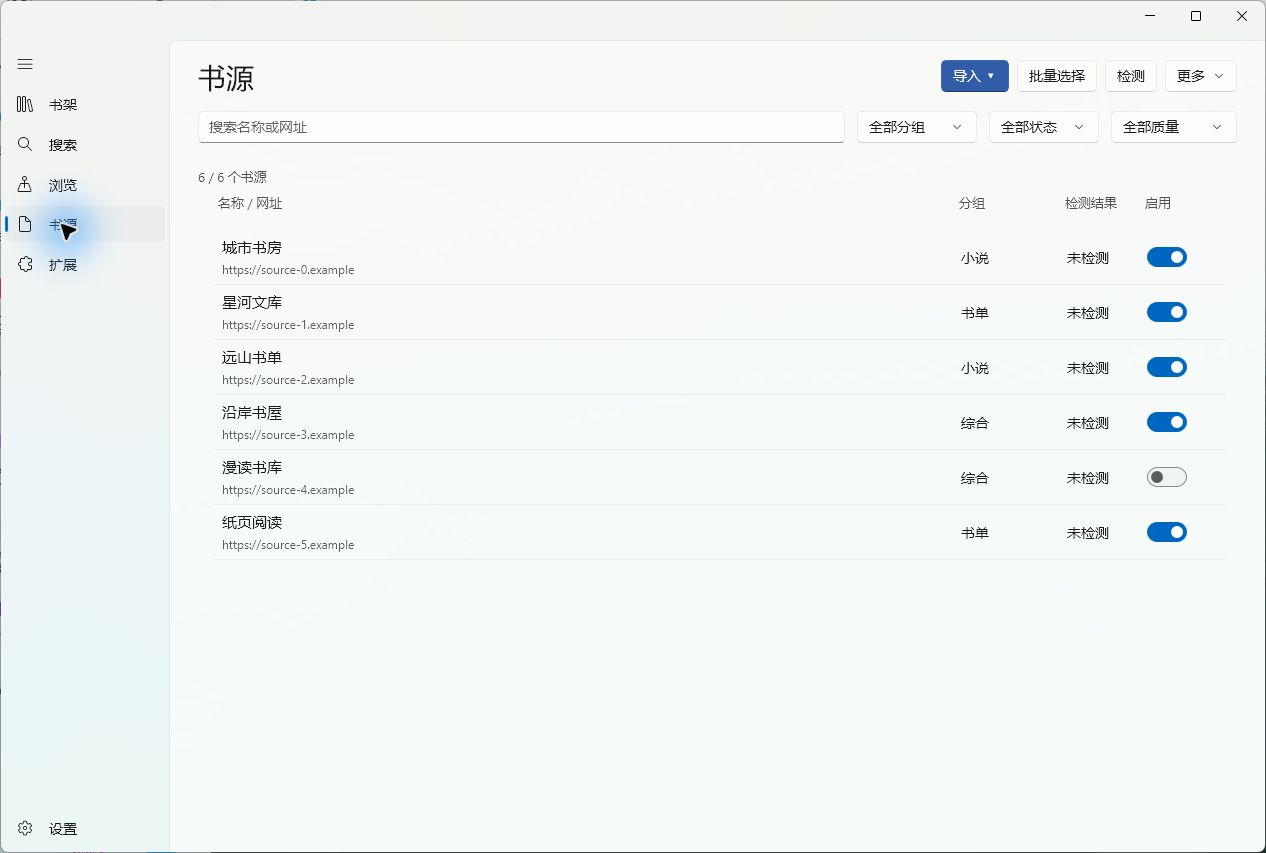 书架
搜索
浏览
书源
扩展
设置
书源
导入
批量选择
检测
更多
搜索名称或网址
全部分组
全部状态
全部质量
6 / 6 个书源
名称 / 网址 分组 检测结果 启用
城市书房
https://source-0.example
小说 未检测
星河文库
https://source-1.example
书单 未检测
远山书单
https://source-2.example
小说 未检测
沿岸书屋
https://source-3.example
综合 未检测
漫读书库
https://source-4.example
综合 未检测
纸页阅读
https://source-5.example
书单 未检测